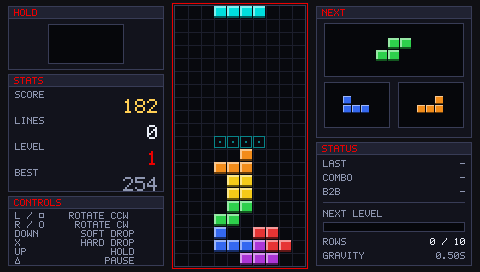 HOLD
STATS
SCORE
182
LINES
0
LEVEL
1
BEST
254
CONTROLS
L / □ ROTATE CCW
R / O ROTATE CW
DOWN SOFT DROP
X HARD DROP
UP HOLD
△ PAUSE
NEXT
STATUS
LAST –
COMBO –
B2B –
NEXT LEVEL
ROWS 0 / 10
GRAVITY 0.50S